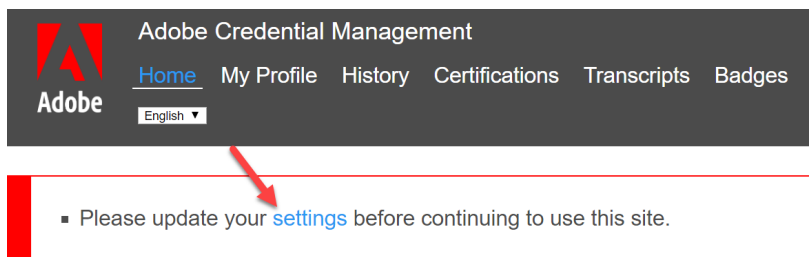 Adobe Credential Management
Home My Profile History Certifications Transcripts Badges
Adobe
English ▼
▪ Please update your settings before continuing to use this site.